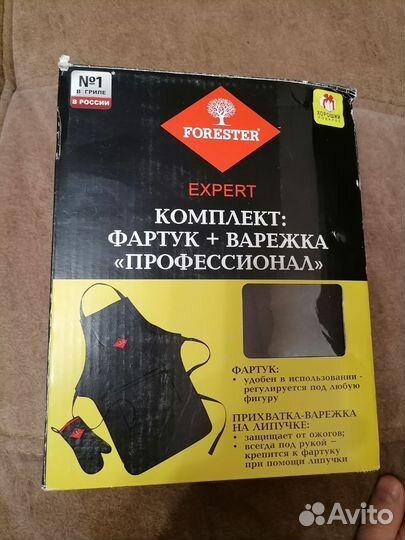 №1
В ГРИЛЕ
В РОССИИ
FORESTER
ХОРОШИЙ
ПОДАРОК
EXPERT
КОМПЛЕКТ:
ФАРТУК + ВАРЕЖКА
«ПРОФЕССИОНАЛ»
ФАРТУК:
• удобен в использовании -
регулируется под любую
фигуру
ПРИХВАТКА-ВАРЕЖКА
НА ЛИПУЧКЕ:
• защищает от ожогов;
• всегда под рукой –
крепится к фартуку
при помощи липучки
Avito